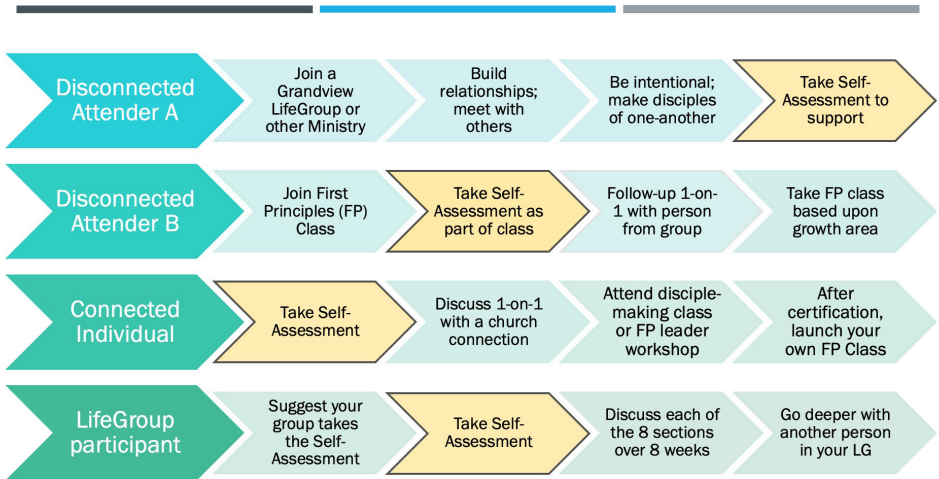 Disconnected
Attender A
Join a
Grandview
LifeGroup or
other Ministry
Build
relationships;
meet with
others
Be intentional;
make disciples
of one-another
Take Self-
Assessment to
support
Disconnected
Attender B
Join First
Principles (FP)
Class
Take Self-
Assessment as
part of class
Follow-up 1-on-
1 with person
from group
Take FP class
based upon
growth area
Connected
Individual
Take Self-
Assessment
Discuss 1-on-1
with a church
connection
Attend disciple-
making class
or FP leader
workshop
After
certification,
launch your
own FP Class
LifeGroup
participant
Suggest your
group takes
the Self-
Assessment
Take Self-
Assessment
Discuss each of
the 8 sections
over 8 weeks
Go deeper with
another person
in your LG